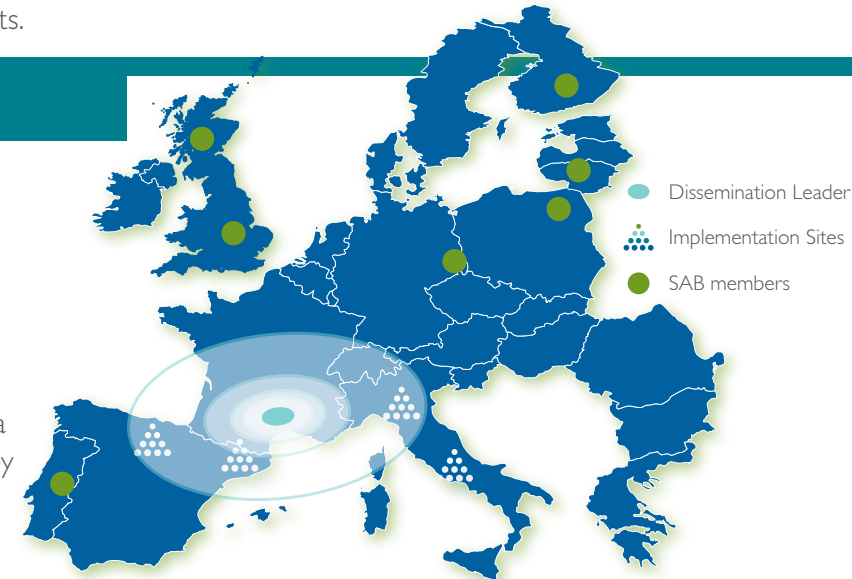 ts.
Dissemination Leader
Implementation Sites
SAB members
a
y